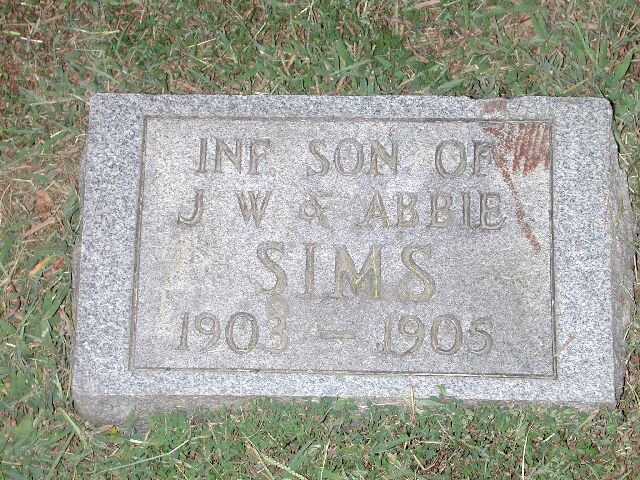 INF. SON OF
J W & ABBIE
SIMS
1903 — 1905